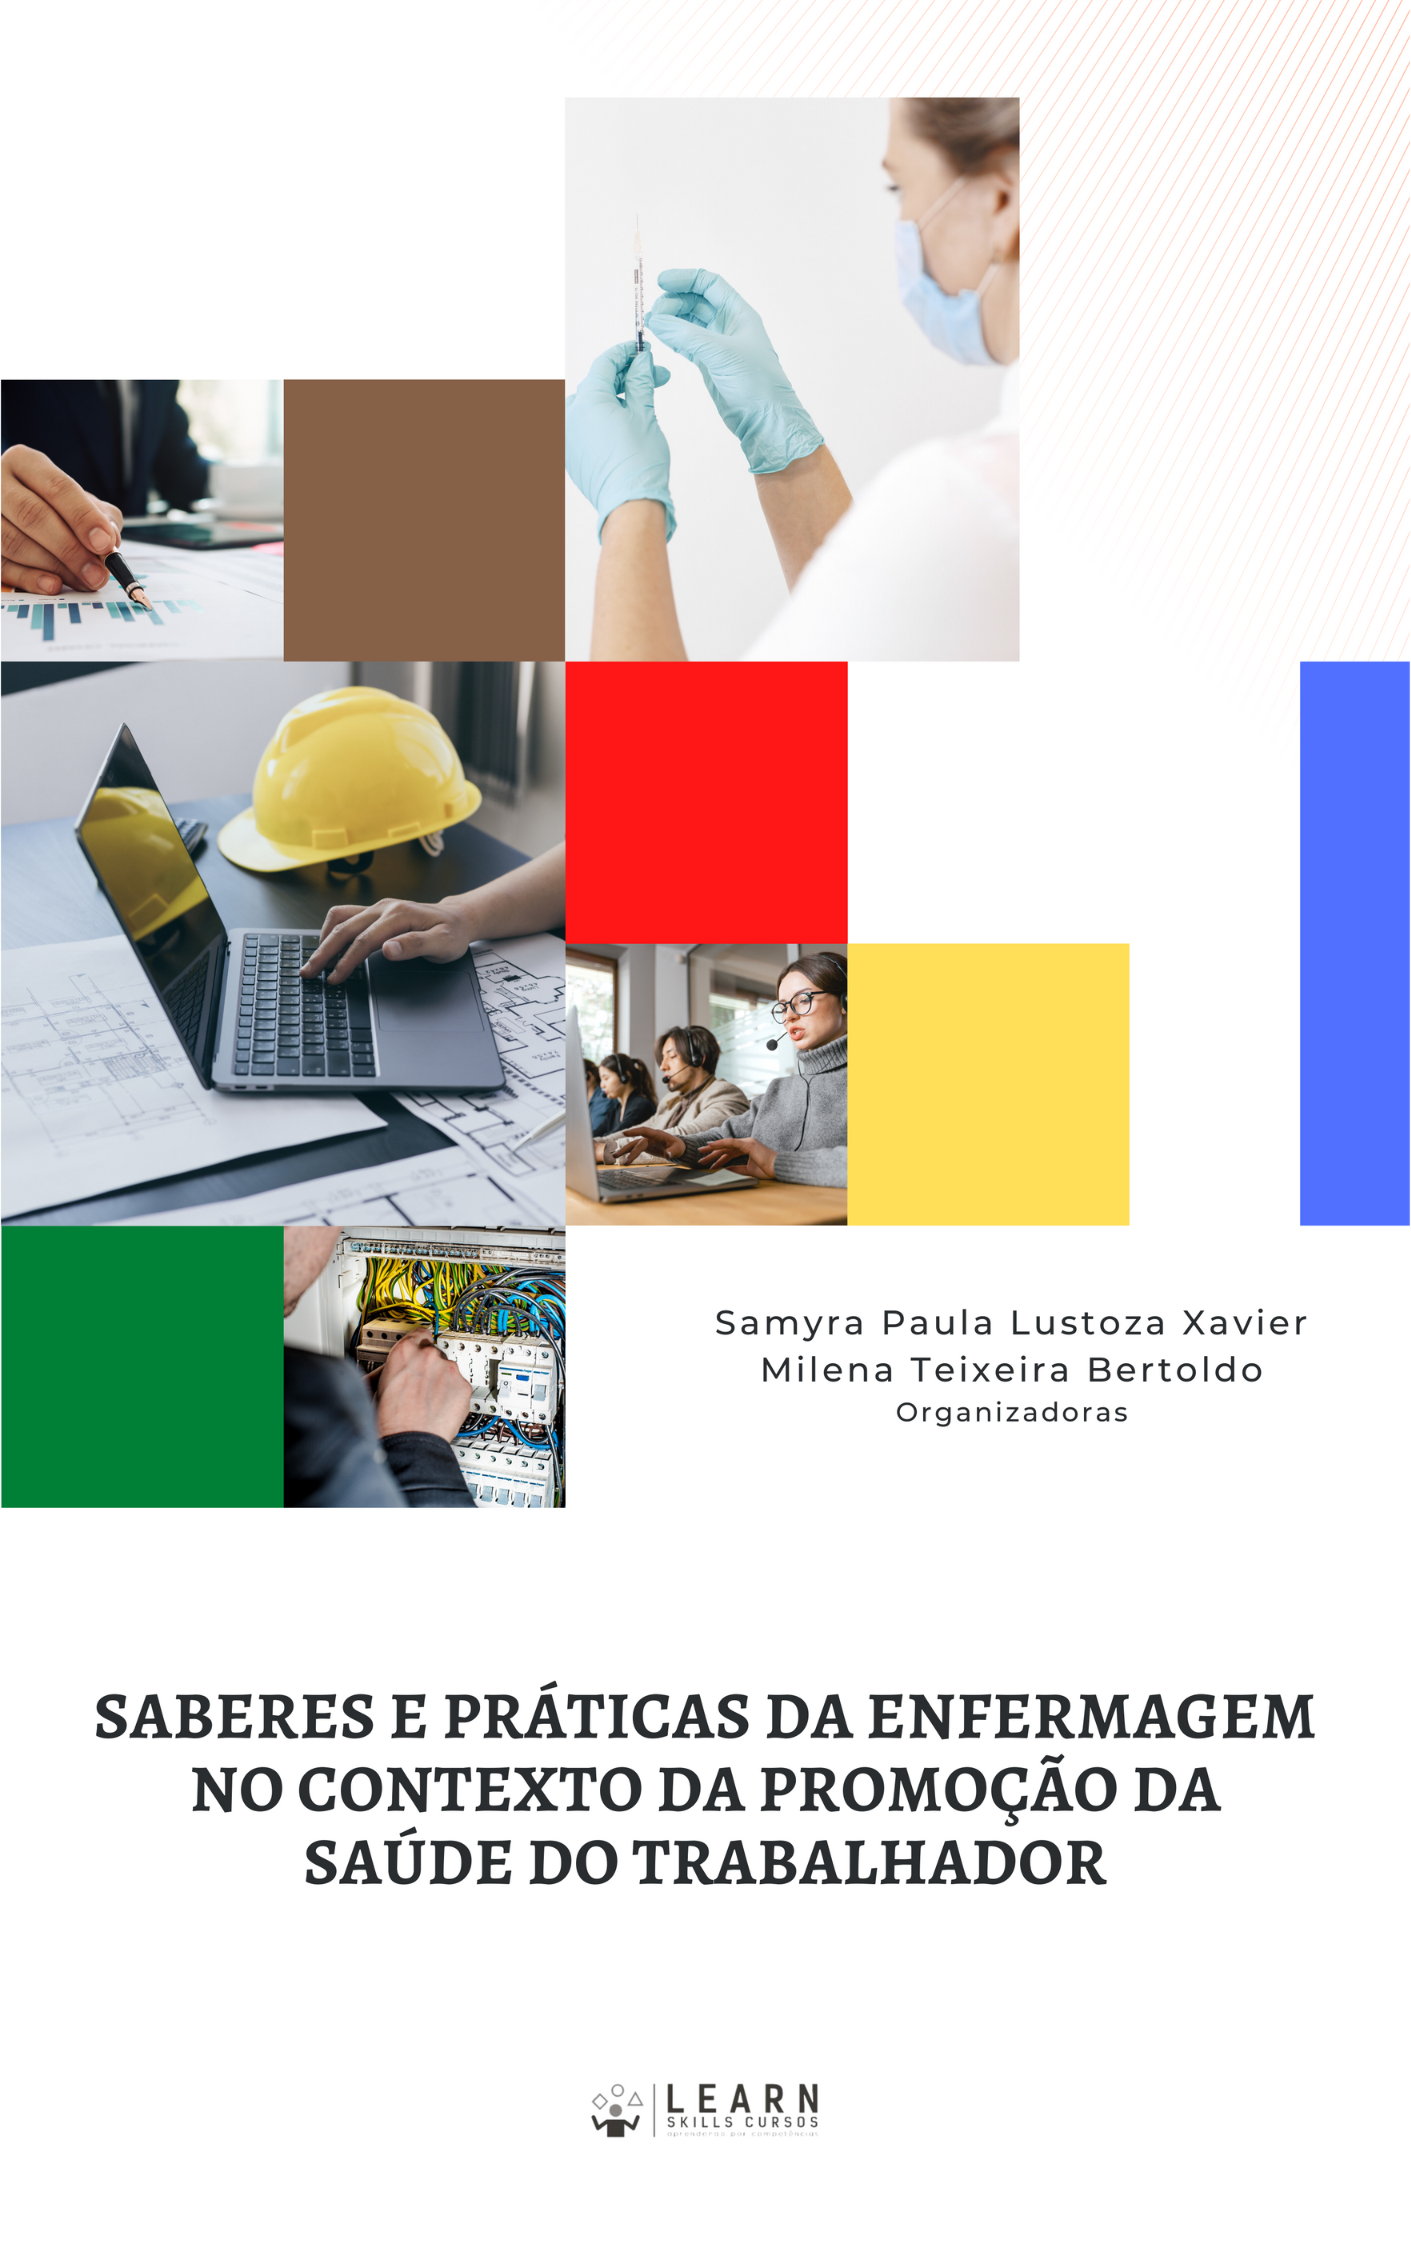 Samyra Paula Lustoza Xavier
Milena Teixeira Bertoldo
Organizadoras
SABERES E PRÁTICAS DA ENFERMAGEM
NO CONTEXTO DA PROMOÇÃO DA
SAÚDE DO TRABALHADOR
LEARN
SKILLS CURSOS